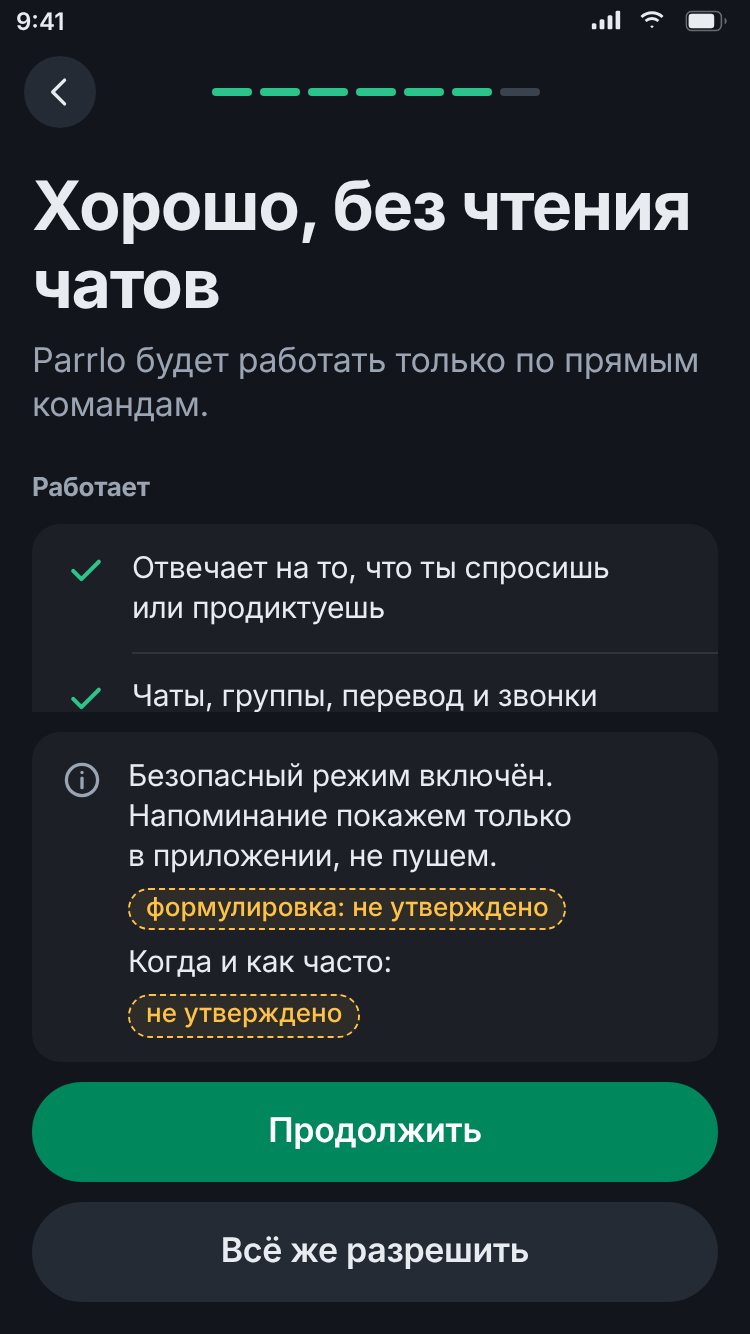 9:41
Хорошо, без чтения
чатов
Parrlo будет работать только по прямым
командам.
Работает
Отвечает на то, что ты спросишь
или продиктуешь
Чаты, группы, перевод и звонки
Безопасный режим включён.
Напоминание покажем только
в приложении, не пушем.
формулировка: не утверждено
Когда и как часто:
не утверждено
Продолжить
Всё же разрешить